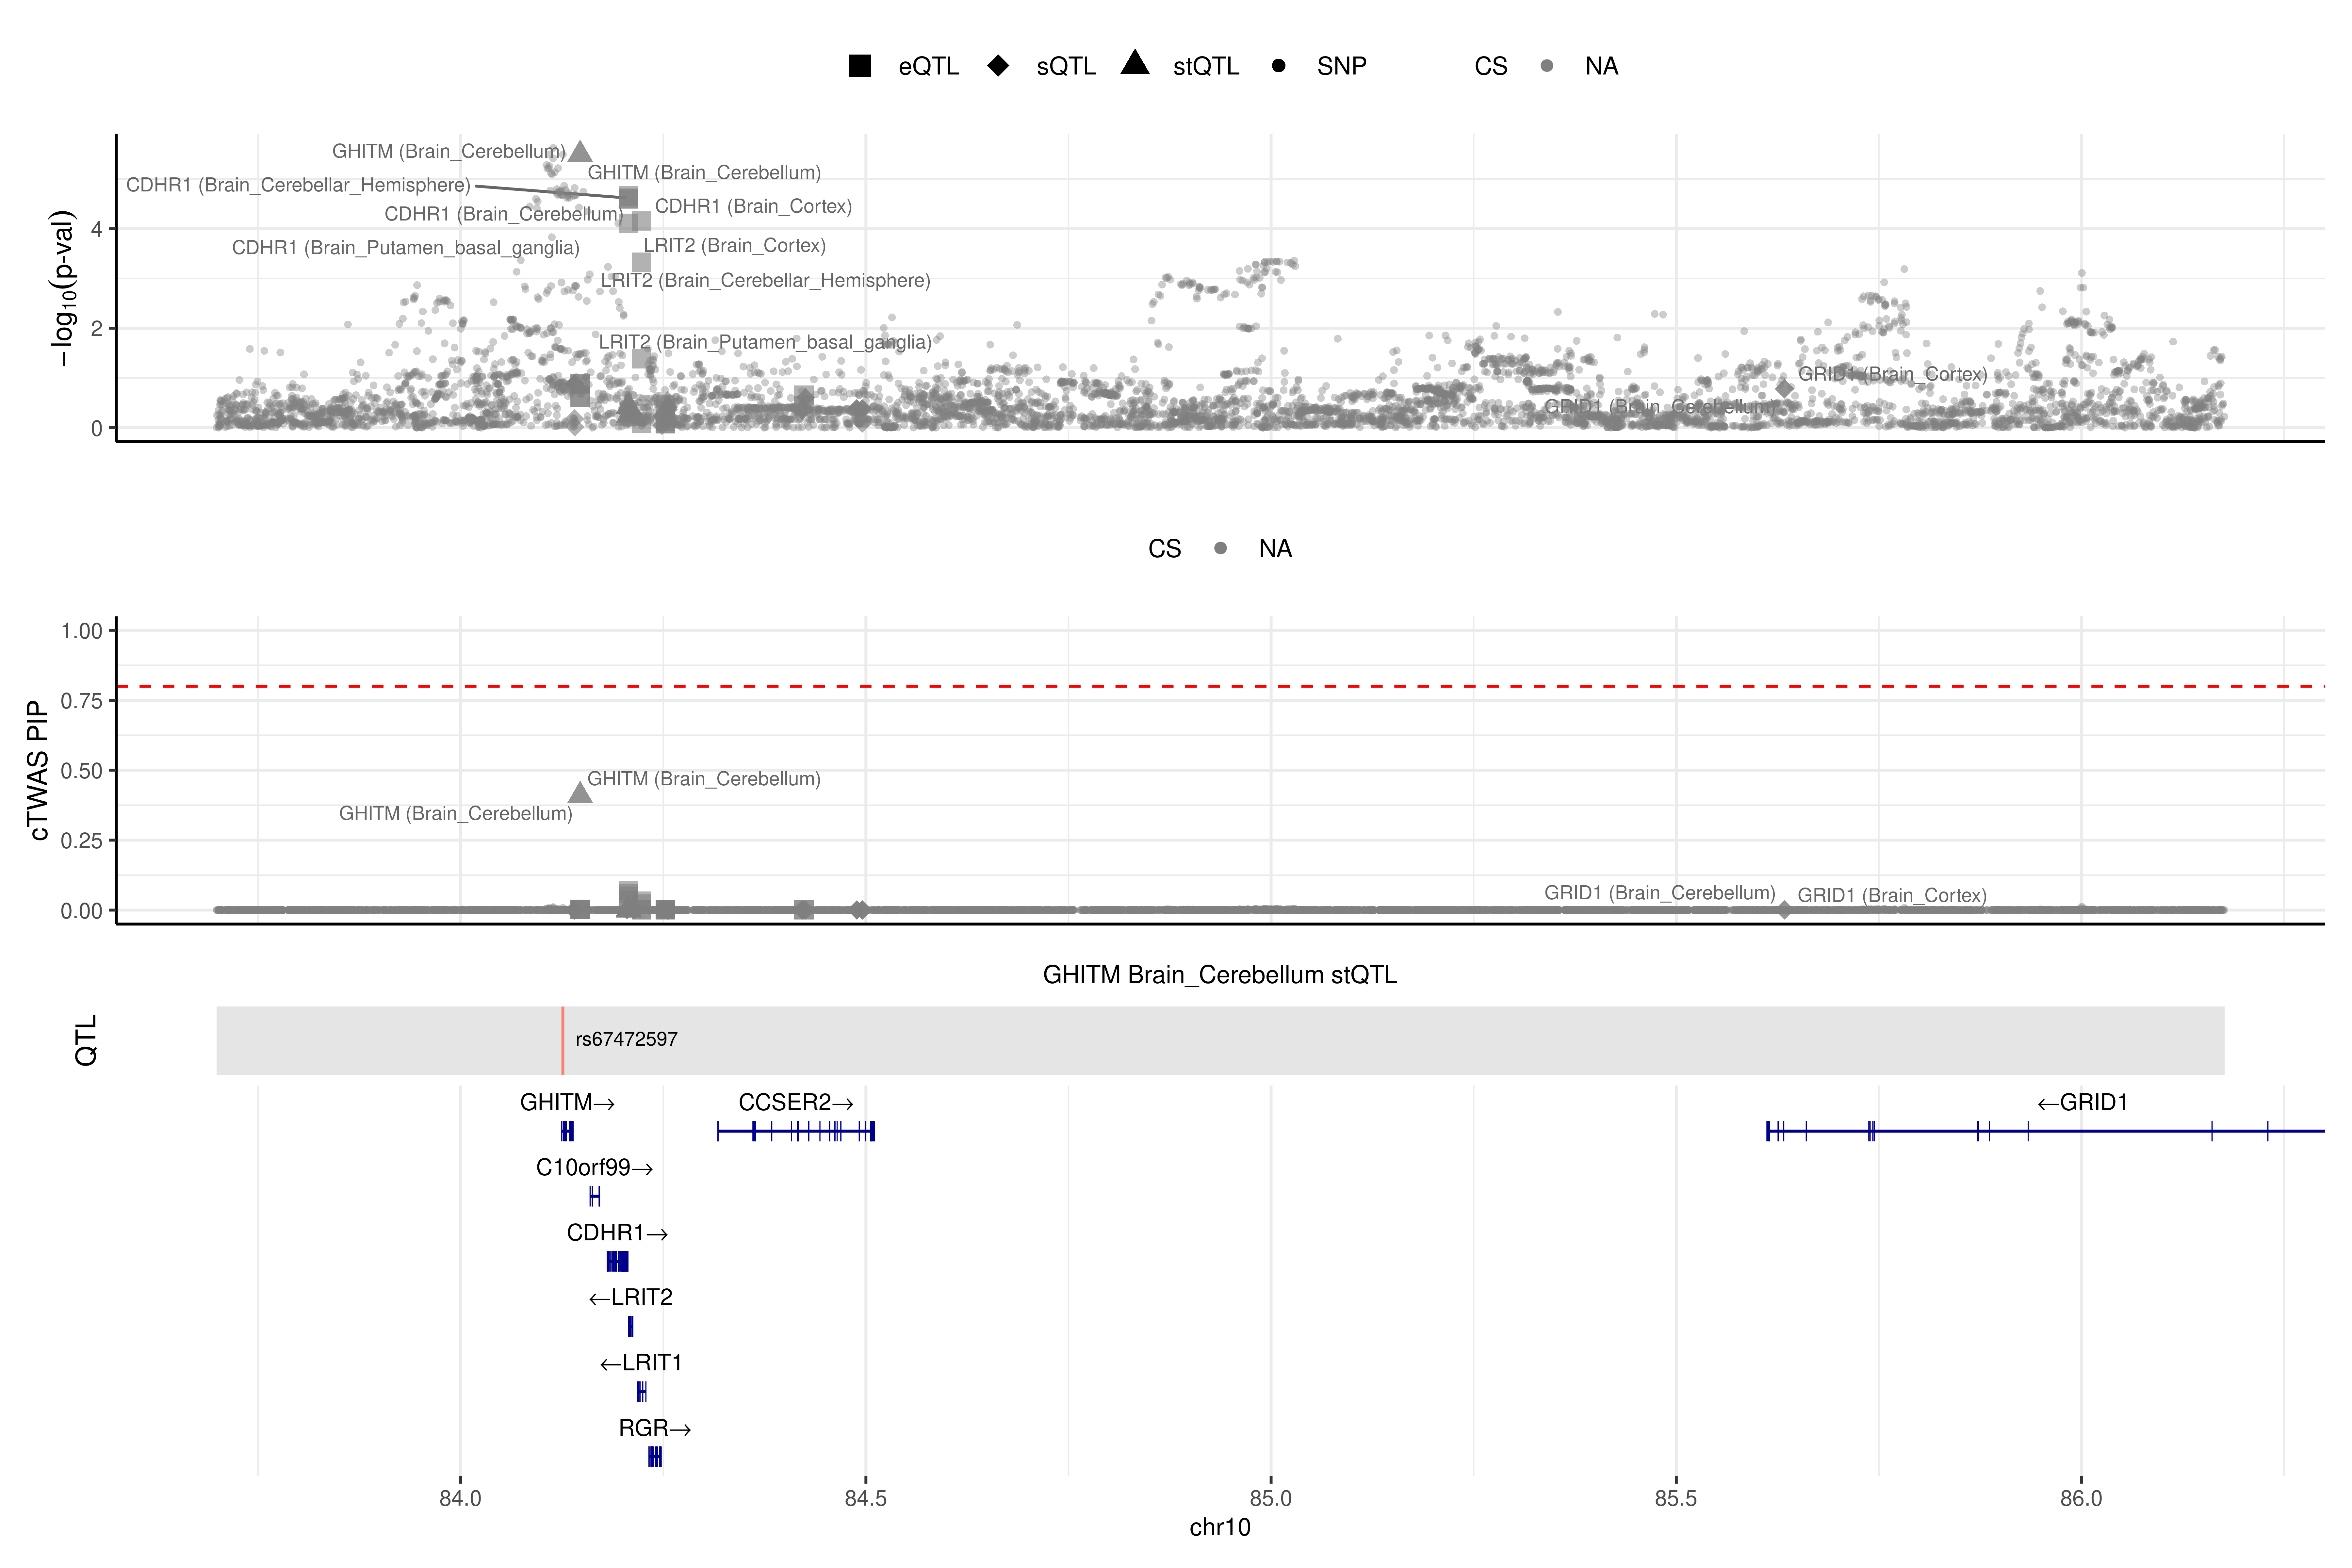 eQTL sQTL stQTL SNP CS NA
GHITM (Brain_Cerebellum)
GHITM (Brain_Cerebellum)
CDHR1 (Brain_Cerebellar_Hemisphere)
CDHR1 (Brain_Cortex)
CDHR1 (Brain_Cerebellum)
LRIT2 (Brain_Cortex)
CDHR1 (Brain_Putamen_basal_ganglia)
LRIT2 (Brain_Cerebellar_Hemisphere)
LRIT2 (Brain_Putamen_basal_ganglia)
GRID1 (Brain_Cortex)
GRID1 (Brain_Cerebellum)
4
2
0
−log10(p-val)
CS NA
1.00
0.75
0.50
0.25
0.00
cTWAS PIP
GHITM (Brain_Cerebellum)
GHITM (Brain_Cerebellum)
GRID1 (Brain_Cerebellum) GRID1 (Brain_Cortex)
GHITM Brain_Cerebellum stQTL
QTL
rs67472597
GHITM→ CCSER2→ ←GRID1
C10orf99→
CDHR1→
←LRIT2
←LRIT1
RGR→
84.0 84.5 85.0 85.5 86.0
chr10